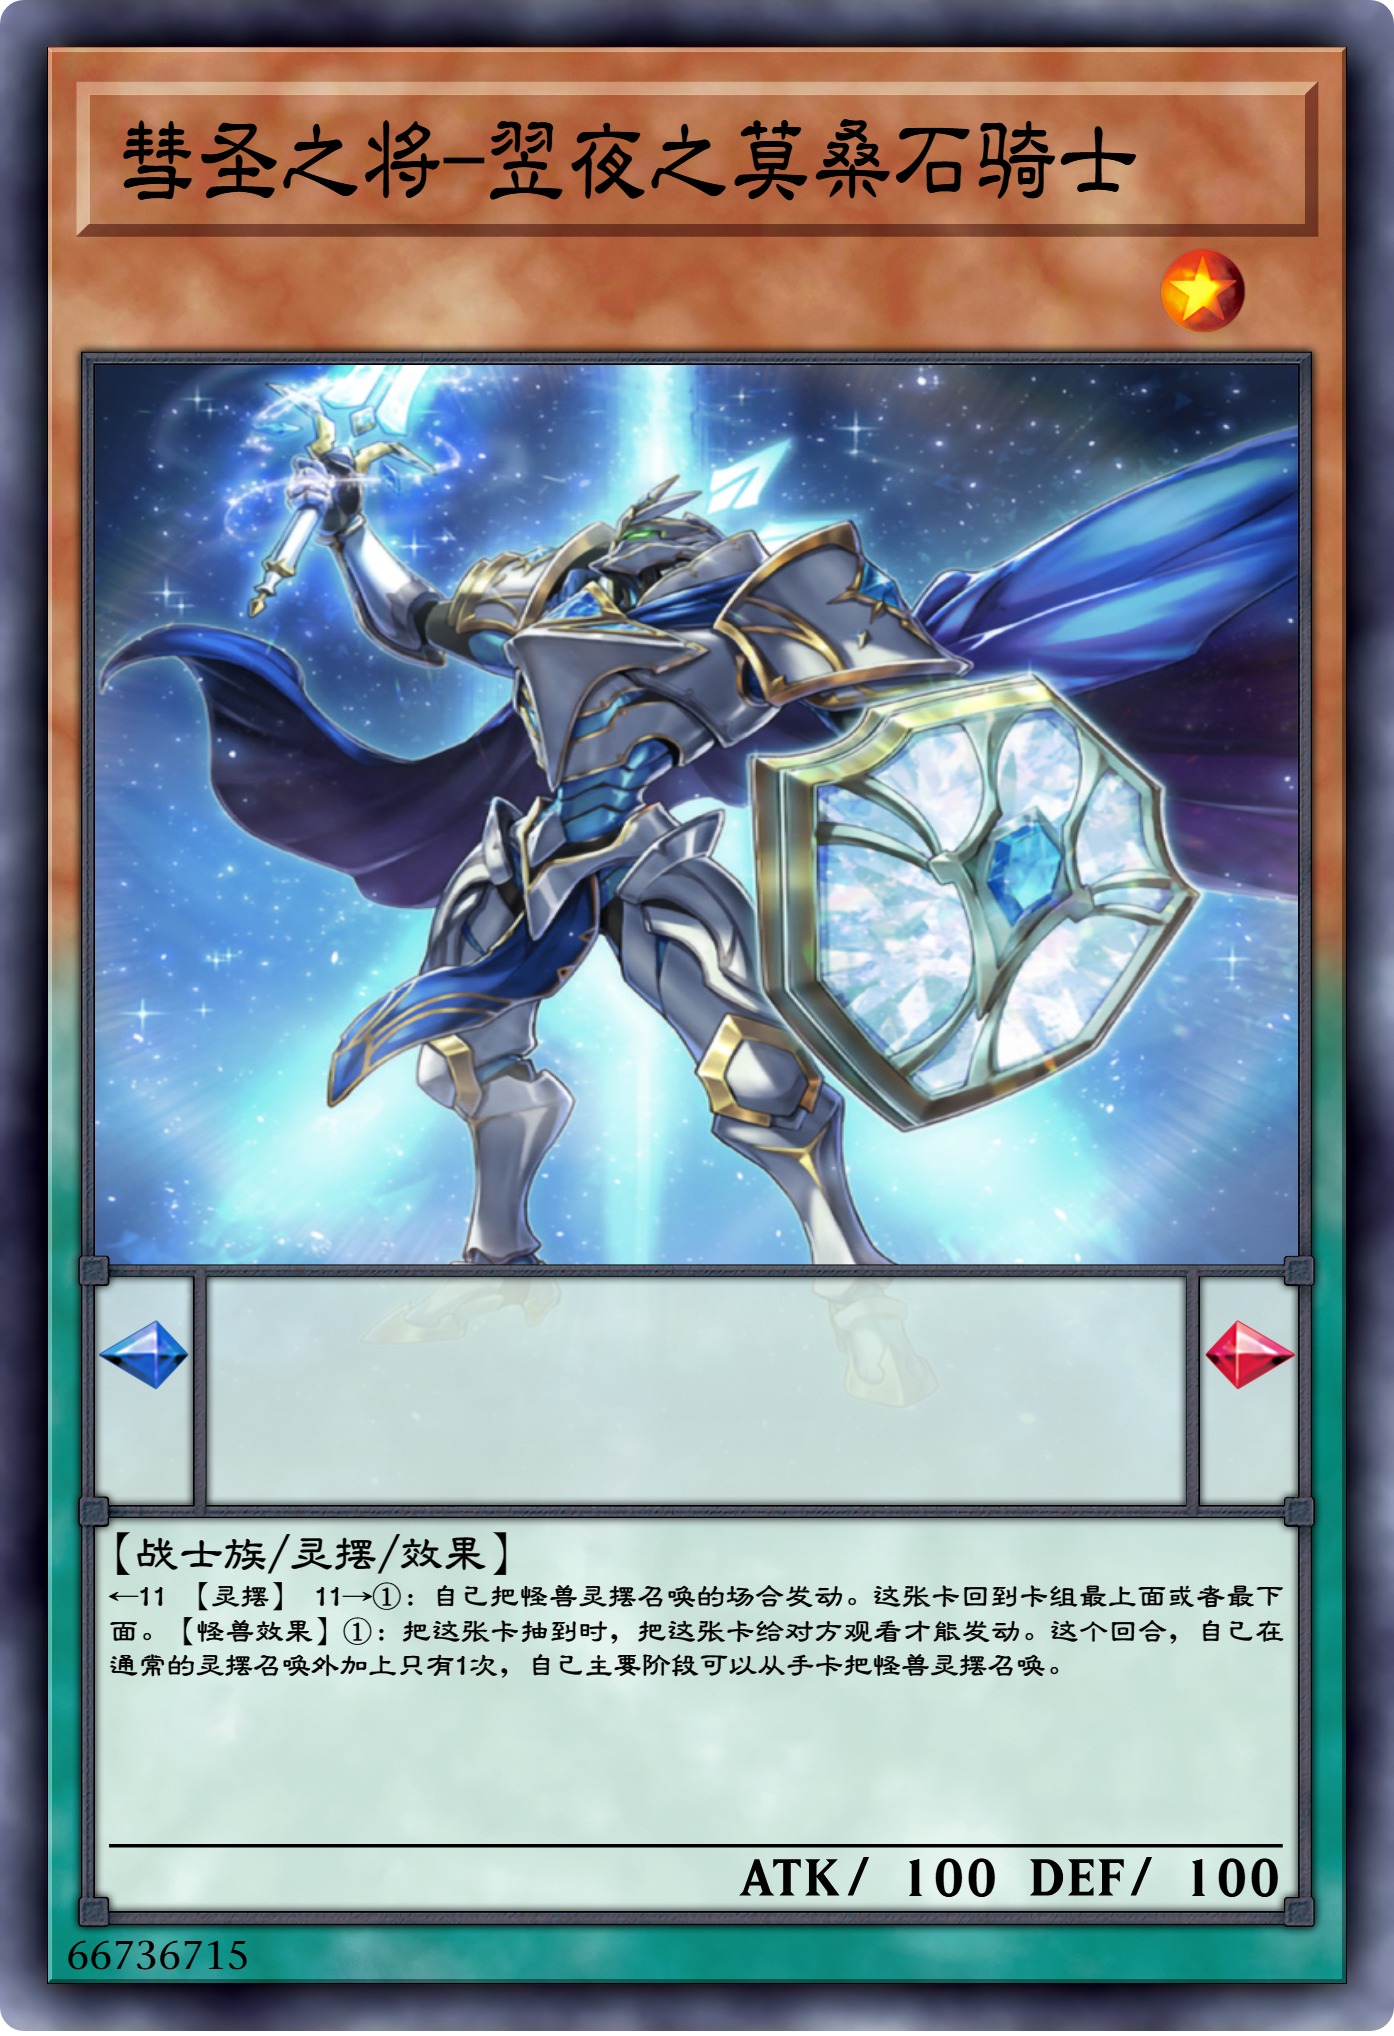 彗圣之将-翌夜之莫桑石骑士
【战士族/灵摆/效果】
←11 【灵摆】 11→①：自己把怪兽灵摆召唤的场合发动。这张卡回到卡组最上面或者最下
面。【怪兽效果】①：把这张卡抽到时，把这张卡给对方观看才能发动。这个回合，自己在
通常的灵摆召唤外加上只有1次，自己主要阶段可以从手卡把怪兽灵摆召唤。
ATK/ 100 DEF/ 100
66736715